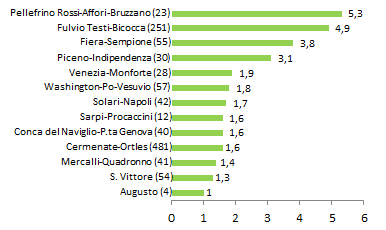 Pellefrino Rossi-Affori-Bruzzano (23) 5,3
Fulvio Testi-Bicocca (251) 4,9
Fiera-Sempione (55) 3,8
Piceno-Indipendenza (30) 3,1
Venezia-Monforte (28) 1,9
Washington-Po-Vesuvio (57) 1,8
Solari-Napoli (42) 1,7
Sarpi-Procaccini (12) 1,6
Conca del Naviglio-P.ta Genova (40) 1,6
Cermenate-Ortles (481) 1,6
Mercalli-Quadronno (41) 1,4
S. Vittore (54) 1,3
Augusto (4) 1
0 1 2 3 4 5 6